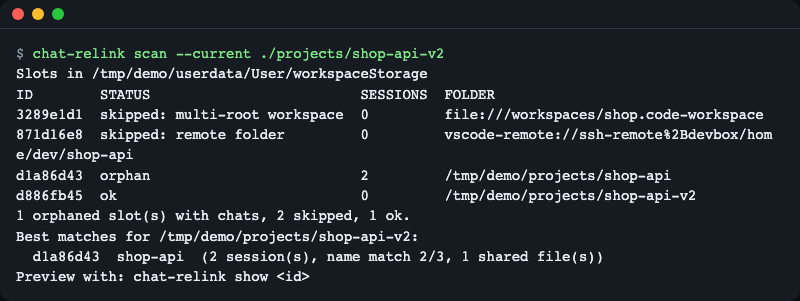 $ chat-relink scan --current ./projects/shop-api-v2
Slots in /tmp/demo/userdata/User/workspaceStorage
ID        STATUS                          SESSIONS  FOLDER
3289e1d1  skipped: multi-root workspace  0         file:///workspaces/shop.code-workspace
871d16e8  skipped: remote folder          0         vscode-remote://ssh-remote%2Bdevbox/hom
e/dev/shop-api
d1a86d43  orphan                          2         /tmp/demo/projects/shop-api
d886fb45  ok                              0         /tmp/demo/projects/shop-api-v2
1 orphaned slot(s) with chats, 2 skipped, 1 ok.
Best matches for /tmp/demo/projects/shop-api-v2:
  d1a86d43  shop-api  (2 session(s), name match 2/3, 1 shared file(s))
Preview with: chat-relink show <id>